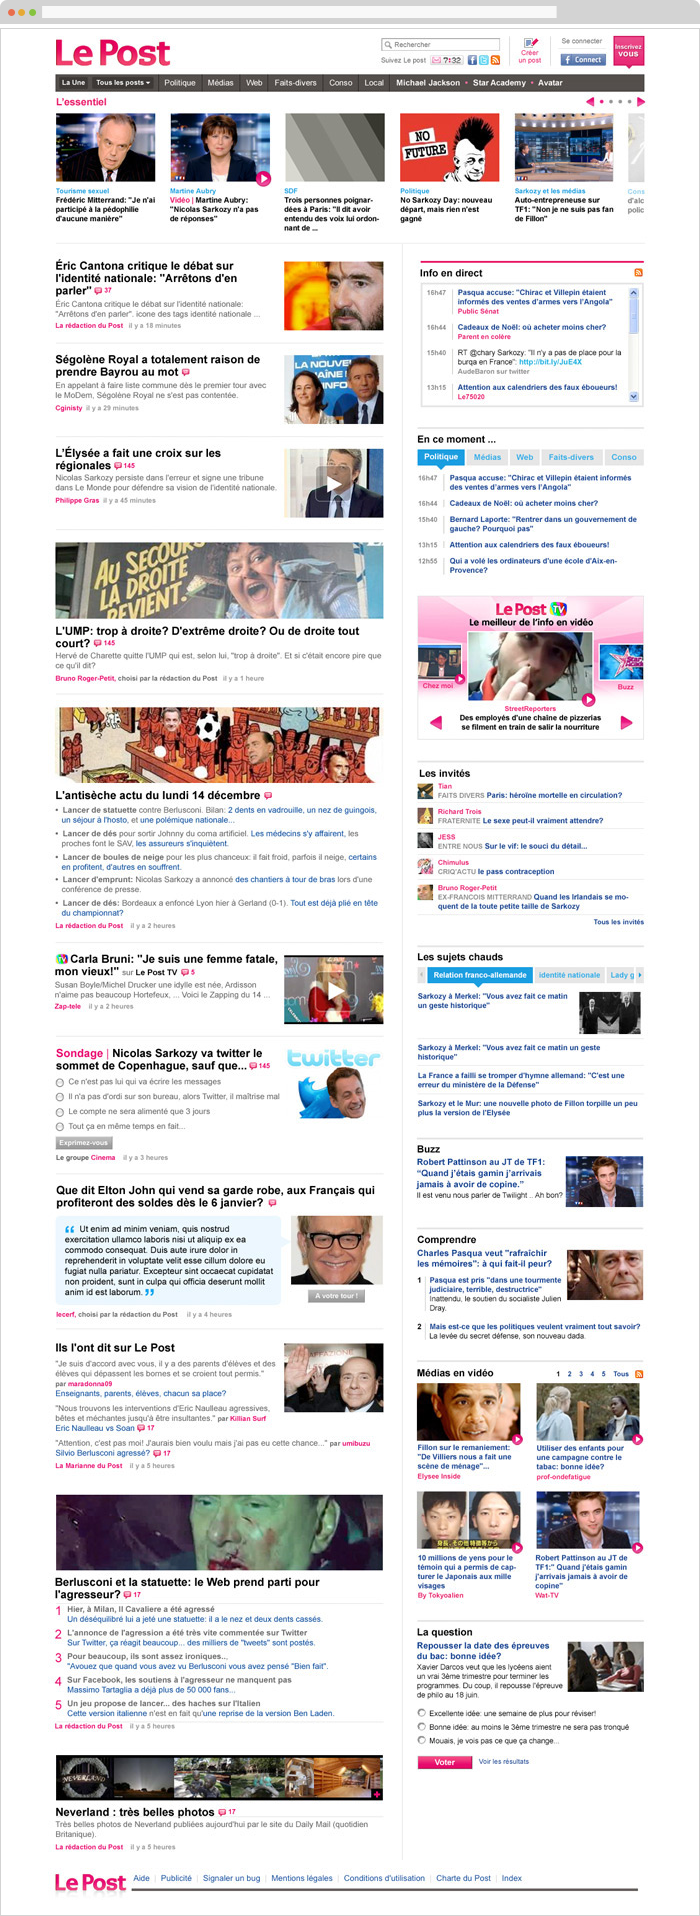 Le Post
Rechercher
Suivez Le post
7:32
Créer
un post
Se connecter
Connect
Inscrivez
VOUS
La Une
Tous les posts
Politique
Médias
Web
Faits-divers
Conso
Local
Michael Jackson • Star Academy • Avatar
L'essentiel
Tourisme sexuel
Frédéric Mitterrand: "Je n'ai
participé à la pédophilie
d'aucune manière"
Martine Aubry
Vidéo | Martine Aubry:
"Nicolas Sarkozy n'a pas
de réponses"
SDF
Trois personnes poignar-
dées à Paris: "Il dit avoir
entendu des voix lui ordon-
nant de ...
NO
FUTURE
Politique
No Sarkozy Day: nouveau
départ, mais rien n'est
gagné
Sarkozy et les médias
Auto-entrepreneuse sur
TF1: "Non je ne suis pas fan
de Fillon"
Cons
d'alc
polic
Éric Cantona critique le débat sur
l'identité nationale: "Arrêtons d'en
parler" 37
Éric Cantona critique le débat sur l'identité nationale:
"Arrêtons d'en parler". icone des tags identité nationale ...
La rédaction du Post il y a 18 minutes
Ségolène Royal a totalement raison de
prendre Bayrou au mot
En appelant à faire liste commune dès le premier tour avec
le MoDem, Ségolène Royal ne s'est pas contentée.
Cginisty il y a 29 minutes
L'Élysée a fait une croix sur les
régionales 145
Nicolas Sarkozy persiste dans l'erreur et signe une tribune
dans Le Monde pour défendre sa vision de l'identité nationale.
Philippe Gras il y a 45 minutes
AU SECOURS
LA DROITE
REVIENT.
L'UMP: trop à droite? D'extrême droite? Ou de droite tout
court? 145
Hervé de Charette quitte l'UMP qui est, selon lui, "trop à droite". Et si c'était encore pire que
ce qu'il dit?
Bruno Roger-Petit, choisi par la rédaction du Post il y a 1 heure
L'antisèche actu du lundi 14 décembre
• Lancer de statuette contre Berlusconi. Bilan: 2 dents en vadrouille, un nez de guingois,
un séjour à l'hosto, et une polémique nationale...
• Lancer de dés pour sortir Johnny du coma artificiel. Les médecins s'y affairent, les
proches font le SAV, les assureurs s'inquiètent.
• Lancer de boules de neige pour les plus chanceux: il fait froid, parfois il neige, certains
en profitent, d'autres en souffrent.
• Lancer d'emprunt: Nicolas Sarkozy a annoncé des chantiers à tour de bras lors d'une
conférence de presse.
• Lancer de dés: Bordeaux a enfoncé Lyon hier à Gerland (0-1). Tout est déjà plié en tête
du championnat?
La rédaction du Post il y a 2 heures
Carla Bruni: "Je suis une femme fatale,
mon vieux!" sur Le Post TV 5
Susan Boyle/Michel Drucker une idylle est née, Ardisson
n'aime pas beaucoup Hortefeux, ... Voici le Zapping du 14 ...
Zap-tele il y a 2 heures
Sondage | Nicolas Sarkozy va twitter le
sommet de Copenhague, sauf que... 145
Ce n'est pas lui qui va écrire les messages
Il n'a pas d'ordi sur son bureau, alors Twitter, il maîtrise mal
Le compte ne sera alimenté que 3 jours
Tout ça en même temps en fait...
Exprimez-vous
Le groupe Cinema il y a 3 heures
twitter
Que dit Elton John qui vend sa garde robe, aux Français qui
profiteront des soldes dès le 6 janvier?
“ Ut enim ad minim veniam, quis nostrud
exercitation ullamco laboris nisi ut aliquip ex ea
commodo consequat. Duis aute irure dolor in
reprehenderit in voluptate velit esse cillum dolore eu
fugiat nulla pariatur. Excepteur sint occaecat cupidatat
non proident, sunt in culpa qui officia deserunt mollit
anim id est laborum. ”
A votre tour !
lecerf, choisi par la rédaction du Post il y a 4 heures
Ils l'ont dit sur Le Post
"Je suis d'accord avec vous, il y a des parents d'élèves et des
élèves qui dépassent les bornes et se croient tout permis."
par maradonna09
Enseignants, parents, élèves, chacun sa place?
"Nous trouvons les interventions d'Eric Naulleau agressives,
bêtes et méchantes jusqu'à être insultantes." par Killian Surf
Eric Naulleau vs Soan 17
"Attention, c'est pas moi! J'aurais bien voulu mais j'ai pas eu cette chance..." par umibuzu
Silvio Berlusconi agressé? 17
La Marianne du Post il y a 5 heures
Berlusconi et la statuette: le Web prend parti pour
l'agresseur? 17
1 Hier, à Milan, Il Cavaliere a été agressé
Un déséquilibré lui a jeté une statuette: il a le nez et deux dents cassés.
2 L'annonce de l'agression a été très vite commentée sur Twitter
Sur Twitter, ça réagit beaucoup... des milliers de "tweets" sont postés.
3 Pour beaucoup, ils sont assez ironiques...
"Avouez que quand vous avez vu Berlusconi vous avez pensé "Bien fait".
4 Sur Facebook, les soutiens à l'agresseur ne manquent pas
Massimo Tartaglia a déjà plus de 50 000 fans...
5 Un jeu propose de lancer... des haches sur l'Italien
Cette version italienne n'est en fait qu'une reprise de la version Ben Laden.
La rédaction du Post il y a 5 heures
NEVERLAND
Neverland : très belles photos 17
Très belles photos de Neverland publiées aujourd'hui par le site du Daily Mail (quotidien
Britanique).
La rédaction du Post il y a 5 heures
Info en direct
16h47 Pasqua accuse: "Chirac et Villepin étaient
informés des ventes d'armes vers l'Angola"
Public Sénat
16h44 Cadeaux de Noël: où acheter moins cher?
Parent en colère
15h40 RT @chary Sarkozy: "Il n'y a pas de place pour la
burqa en France": http://bit.ly/JuE4X
AudeBaron sur twitter
13h15 Attention aux calendriers des faux éboueurs!
Le75020
En ce moment ...
Politique
Médias
Web
Faits-divers
Conso
16h47 Pasqua accuse: "Chirac et Villepin étaient informés
des ventes d'armes vers l'Angola"
16h44 Cadeaux de Noël: où acheter moins cher?
15h40 Bernard Laporte: "Rentrer dans un gouvernement de
gauche? Pourquoi pas"
13h15 Attention aux calendriers des faux éboueurs!
12h55 Qui a volé les ordinateurs d'une école d'Aix-en-
Provence?
Le Post TV
Le meilleur de l'info en vidéo
Chez moi
Buzz
StreetReporters
Des employés d'une chaîne de pizzerias
se filment en train de salir la nourriture
Les invités
Tian
FAITS DIVERS Paris: héroïne mortelle en circulation?
Richard Trois
FRATERNITE Le sexe peut-il vraiment attendre?
JESS
ENTRE NOUS Sur le vif: le souci du détail...
Chimulus
CRIQ'ACTU le pass contraception
Bruno Roger-Petit
EX-FRANCOIS MITTERRAND Quand les Irlandais se mo-
quent de la toute petite taille de Sarkozy
Tous les invités
Les sujets chauds
Relation franco-allemande
identité nationale
Lady g
Sarkozy à Merkel: "Vous avez fait ce matin
un geste historique"
Sarkozy à Merkel: "Vous avez fait ce matin un geste
historique"
La France a failli se tromper d'hymne allemand: "C'est une
erreur du ministère de la Défense"
Sarkozy et le Mur: une nouvelle photo de Fillon torpille un peu
plus la version de l'Elysée
Buzz
Robert Pattinson au JT de TF1:
“Quand j'étais gamin j'arrivais
jamais à avoir de copine.”
Il est venu nous parler de Twilight .. Ah bon?
Comprendre
Charles Pasqua veut "rafraîchir
les mémoires": à qui fait-il peur?
1 Pasqua est pris "dans une tourmente
judiciaire, terrible, destructrice"
Inattendu, le soutien du socialiste Julien
Dray.
2 Mais est-ce que les politiques veulent vraiment tout savoir?
La levée du secret défense, son nouveau dada.
Médias en vidéo
1 2 3 4 5 Tous
Fillon sur le remaniement:
"De Villiers nous a fait une
scène de ménage"...
Elysee Inside
Utiliser des enfants pour
une campagne contre le
tabac: bonne idée?
prof-ondefatigue
10 millions de yens pour le
témoin qui a permis de cap-
turer le Japonais aux mille
visages
By Tokyoalien
Robert Pattinson au JT de
TF1:" Quand j'étais gamin
j'arrivais jamais à avoir de
copine"
Wat-TV
La question
Repousser la date des épreuves
du bac: bonne idée?
Xavier Darcos veut que les lycéens aient
un vrai 3ème trimestre pour terminer les
programmes. Du coup, il repousse l'épreuve
de philo au 18 juin.
Excellente idée: une semaine de plus pour réviser!
Bonne idée: au moins le 3ème trimestre ne sera pas tronqué
Mouais, je vois pas ce que ça change...
Voter
Voir les résultats
Le Post
Aide | Publicité | Signaler un bug | Mentions légales | Conditions d'utilisation | Charte du Post | Index